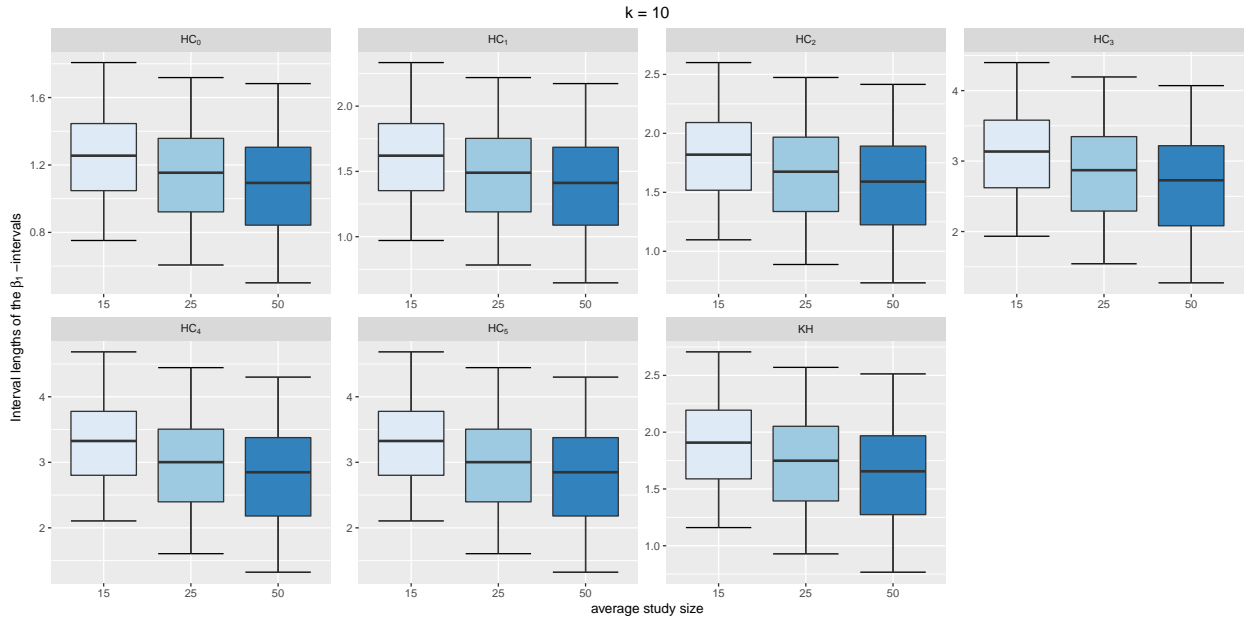 k = 10
HC₀
HC₁
HC₂
HC₃
1.6
1.2
0.8
2.0
1.5
1.0
2.5
2.0
1.5
1.0
4
3
2
15 25 50
15 25 50
15 25 50
15 25 50
Interval lengths of the β₁ −intervals
HC₄
HC₅
KH
4
3
2
4
3
2
2.5
2.0
1.5
1.0
15 25 50
15 25 50
15 25 50
average study size